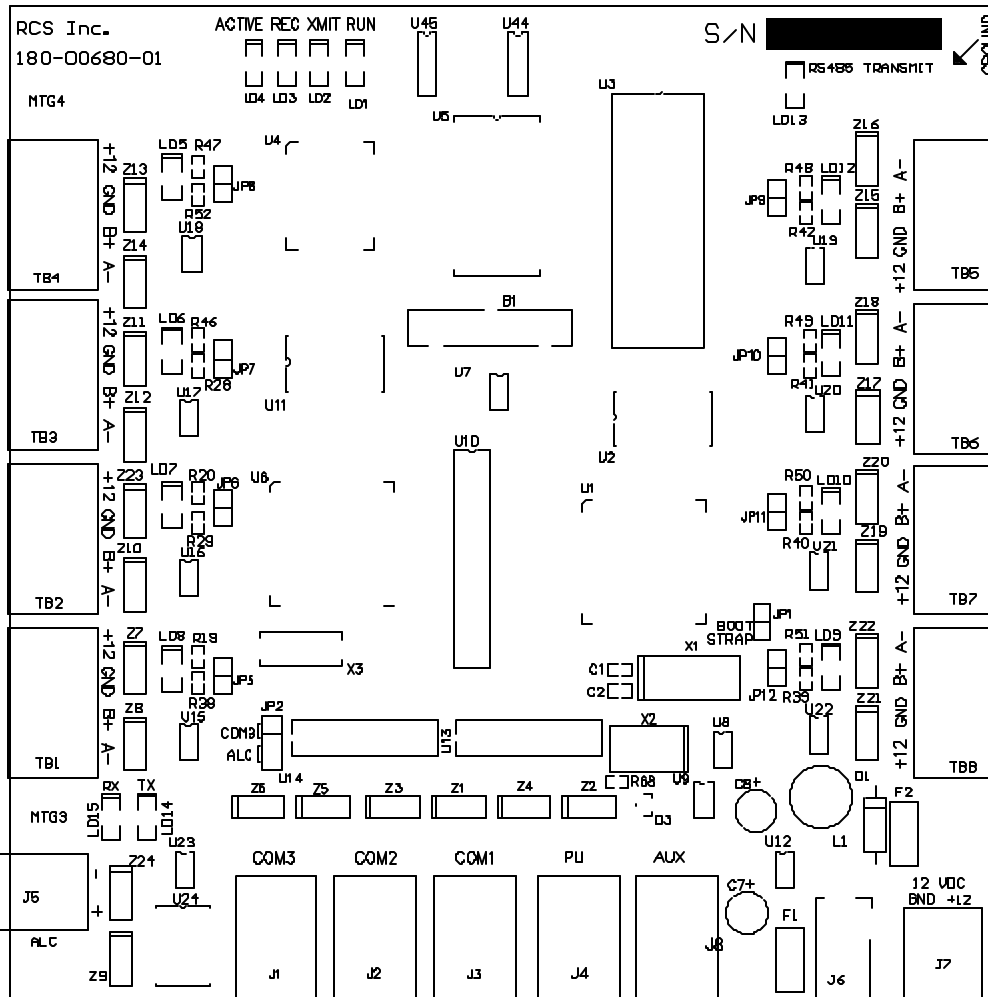 RCS Inc.
180-00680-01
MTG4
ACTIVE REC XMIT RUN
LD4 LD3 LD2 LD1
U45
U44
S/N
RS485 TRANSMIT
LD13
U3
U5
U4
+12 GND B+ A-
TB4
Z13
Z14
LD5
R47
R52
U18
JP8
Z16
Z15
R48
LD12
JP9
R42
U19
A- B+ GND +12
TB5
+12 GND B+ A-
TB3
Z11
Z12
LD6
R46
R28
JP7
U17
U11
B1
U7
U2
Z18
Z17
R49
LD11
JP10
R41
U20
A- B+ GND +12
TB6
+12 GND B+ A-
TB2
Z23
Z10
LD7
R20
R29
JP6
U16
U6
U10
U1
Z20
Z19
R50
LD10
JP11
R40
U21
A- B+ GND +12
TB7
+12 GND B+ A-
TB1
Z7
Z8
LD8
R19
R38
JP5
U15
X3
JP1
BOOT
STRAP
X1
C1
C2
Z22
Z21
R51
LD9
JP12
R39
U22
A- B+ GND +12
TB8
JP2
COM3
ALC
U14
U13
X2
U8
R68
U9
D3
RX TX
MTG3
LD15
LD14
Z6 Z5 Z3 Z1 Z4 Z2
L1
D1
F2
U23
U12
Z24
U24
J5
- +
ALC
Z9
COM3 COM2 COM1 PU AUX
J1 J2 J3 J4 J8
C7+
F1
J6
12 VDC
GND +12
J7